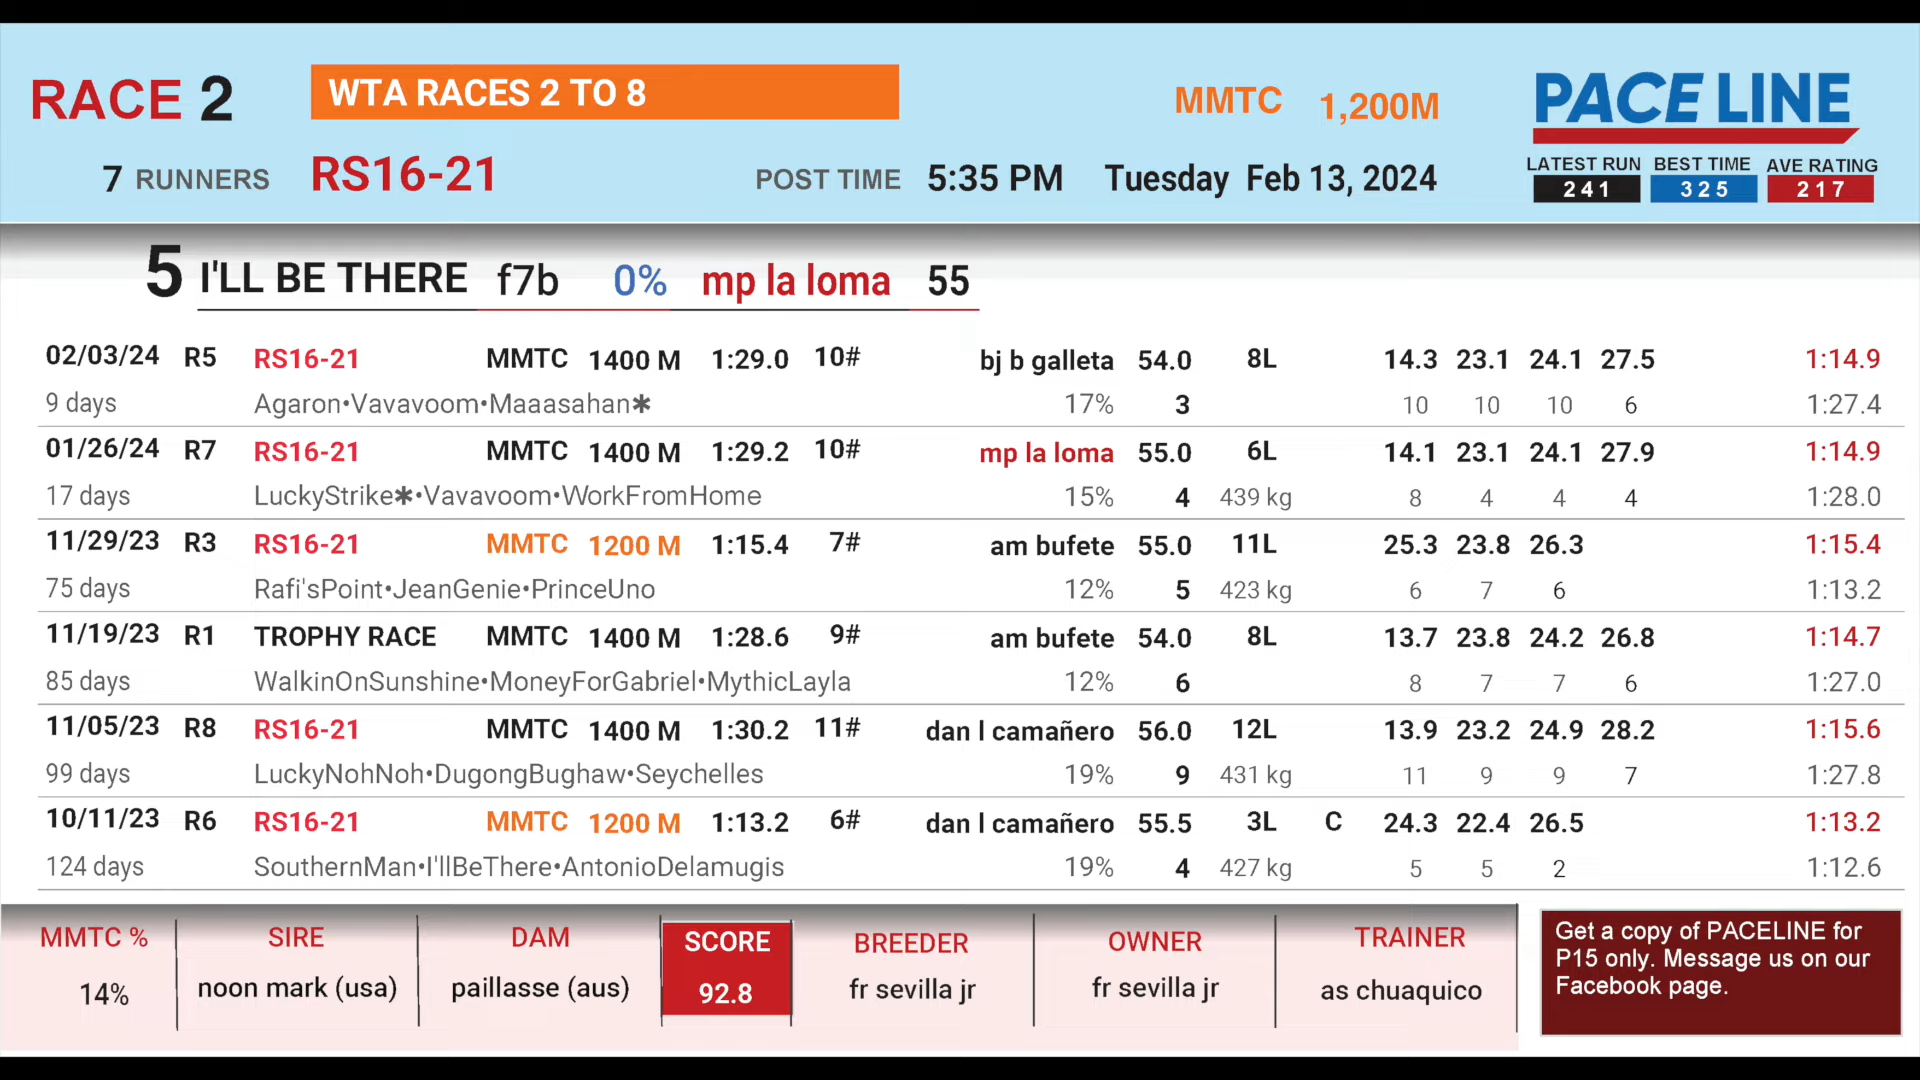 RACE 2 WTA RACES 2 TO 8 MMTC 1,200M PACE LINE
7 RUNNERS RS16-21 POST TIME 5:35 PM Tuesday Feb 13, 2024
LATEST RUN BEST TIME AVE RATING
241 325 217
5 I'LL BE THERE f7b 0% mp la loma 55
02/03/24 R5 RS16-21 MMTC 1400 M 1:29.0 10# bj b galleta 54.0 8L 14.3 23.1 24.1 27.5 1:14.9
9 days Agaron•Vavavoom•Maaasahan✱ 17% 3 10 10 10 6 1:27.4
01/26/24 R7 RS16-21 MMTC 1400 M 1:29.2 10# mp la loma 55.0 6L 14.1 23.1 24.1 27.9 1:14.9
17 days LuckyStrike✱•Vavavoom•WorkFromHome 15% 4 439 kg 8 4 4 4 1:28.0
11/29/23 R3 RS16-21 MMTC 1200 M 1:15.4 7# am bufete 55.0 11L 25.3 23.8 26.3 1:15.4
75 days Rafi'sPoint•JeanGenie•PrinceUno 12% 5 423 kg 6 7 6 1:13.2
11/19/23 R1 TROPHY RACE MMTC 1400 M 1:28.6 9# am bufete 54.0 8L 13.7 23.8 24.2 26.8 1:14.7
85 days WalkinOnSunshine•MoneyForGabriel•MythicLayla 12% 6 8 7 7 6 1:27.0
11/05/23 R8 RS16-21 MMTC 1400 M 1:30.2 11# dan l camañero 56.0 12L 13.9 23.2 24.9 28.2 1:15.6
99 days LuckyNohNoh•DugongBughaw•Seychelles 19% 9 431 kg 11 9 9 7 1:27.8
10/11/23 R6 RS16-21 MMTC 1200 M 1:13.2 6# dan l camañero 55.5 3L C 24.3 22.4 26.5 1:13.2
124 days SouthernMan•I'llBeThere•AntonioDelamugis 19% 4 427 kg 5 5 2 1:12.6
MMTC % SIRE DAM SCORE BREEDER OWNER TRAINER
14% noon mark (usa) paillasse (aus) 92.8 fr sevilla jr fr sevilla jr as chuaquico
Get a copy of PACELINE for
P15 only. Message us on our
Facebook page.